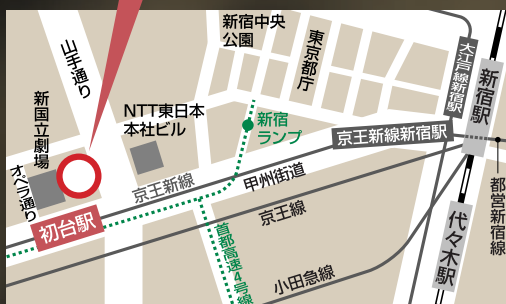 山手通り
新宿中央
公園
東京都庁
大江戸線新宿駅
新宿駅
新国立劇場
NTT東日本
本社ビル
新宿
ランプ
京王新線新宿駅
オペラ通り
初台駅
京王新線
甲州街道
京王線
首都高速4号線
小田急線
代々木駅
都営新宿線